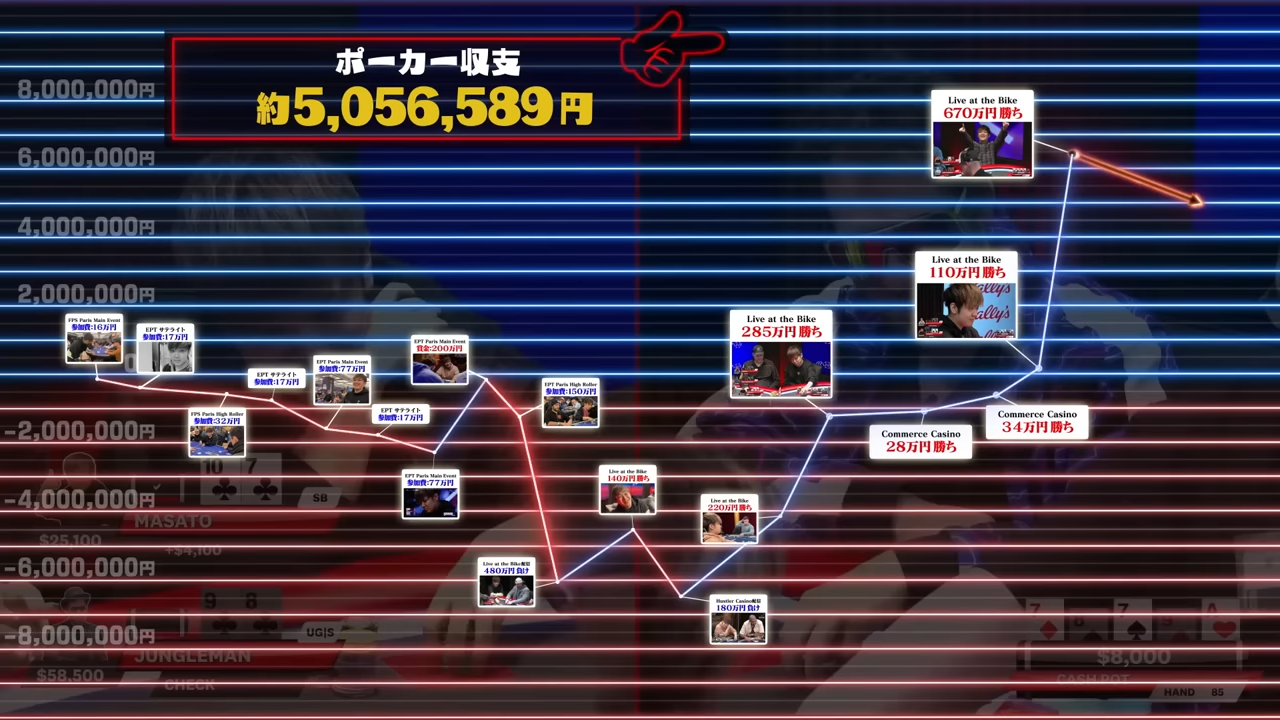 ポーカー収支
約5,056,589円
8,000,000円
6,000,000円
4,000,000円
2,000,000円
-2,000,000円
-4,000,000円
-6,000,000円
-8,000,000円
FPS Paris Main Event
参加費:16万円
EPT サテライト
参加費:17万円
FPS Paris High Roller
参加費:32万円
EPT サテライト
参加費:17万円
EPT Paris Main Event
参加費:77万円
EPT サテライト
参加費:17万円
EPT Paris Main Event
参加費:77万円
EPT Paris Main Event
賞金:200万円
EPT Paris High Roller
参加費:150万円
Live at the Bike配信
480万円 負け
Live at the Bike
140万円 勝ち
Hustler Casino配信
180万円 負け
Live at the Bike
220万円 勝ち
Live at the Bike
285万円 勝ち
Commerce Casino
28万円 勝ち
Commerce Casino
34万円 勝ち
Live at the Bike
110万円 勝ち
Live at the Bike
670万円 勝ち
10 7
SB
MASATO
$25,100
+$4,100
9 8
UG|S
JUNGLEMAN
$58,500
CHECK
7 6 7 9 A
$8,000
CASH POT
HAND 85